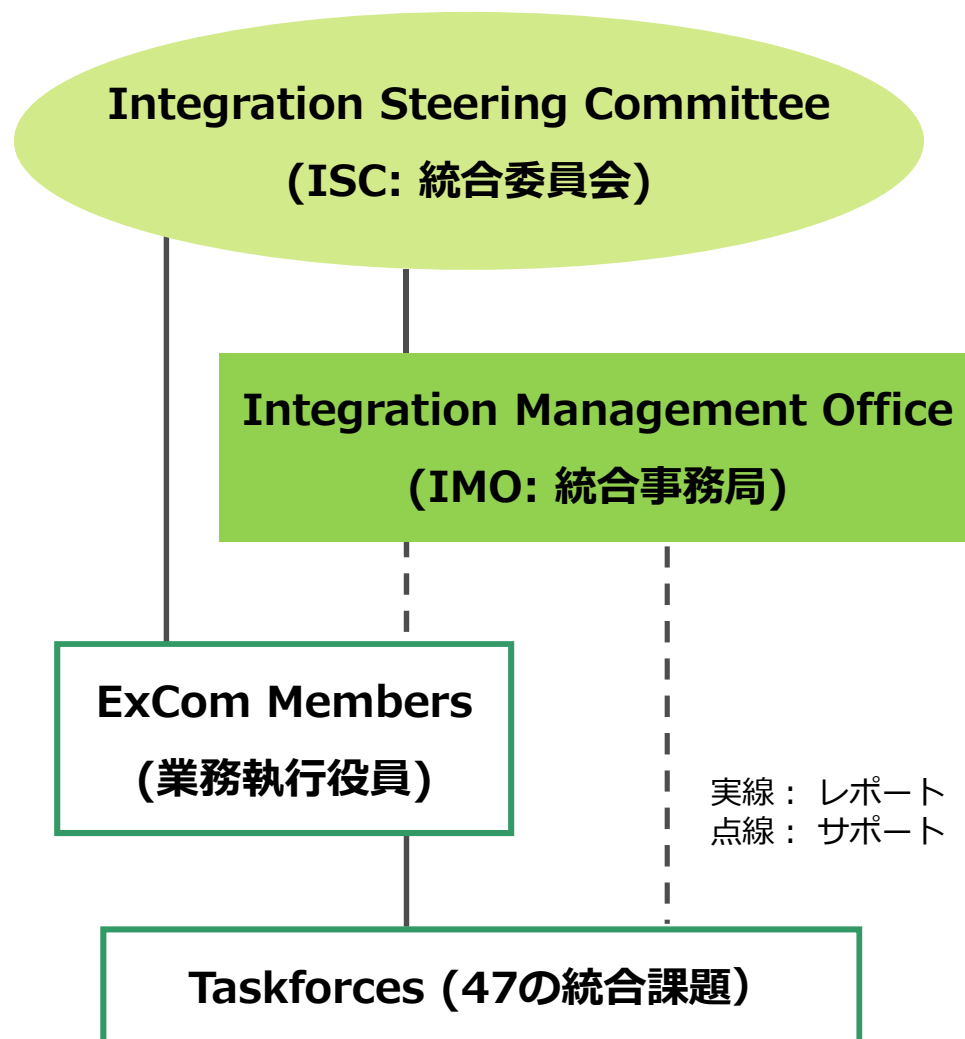 Integration Steering Committee
(ISC: 統合委員会)
Integration Management Office
(IMO: 統合事務局)
ExCom Members
(業務執行役員)
実線： レポート
点線： サポート
Taskforces (47の統合課題）